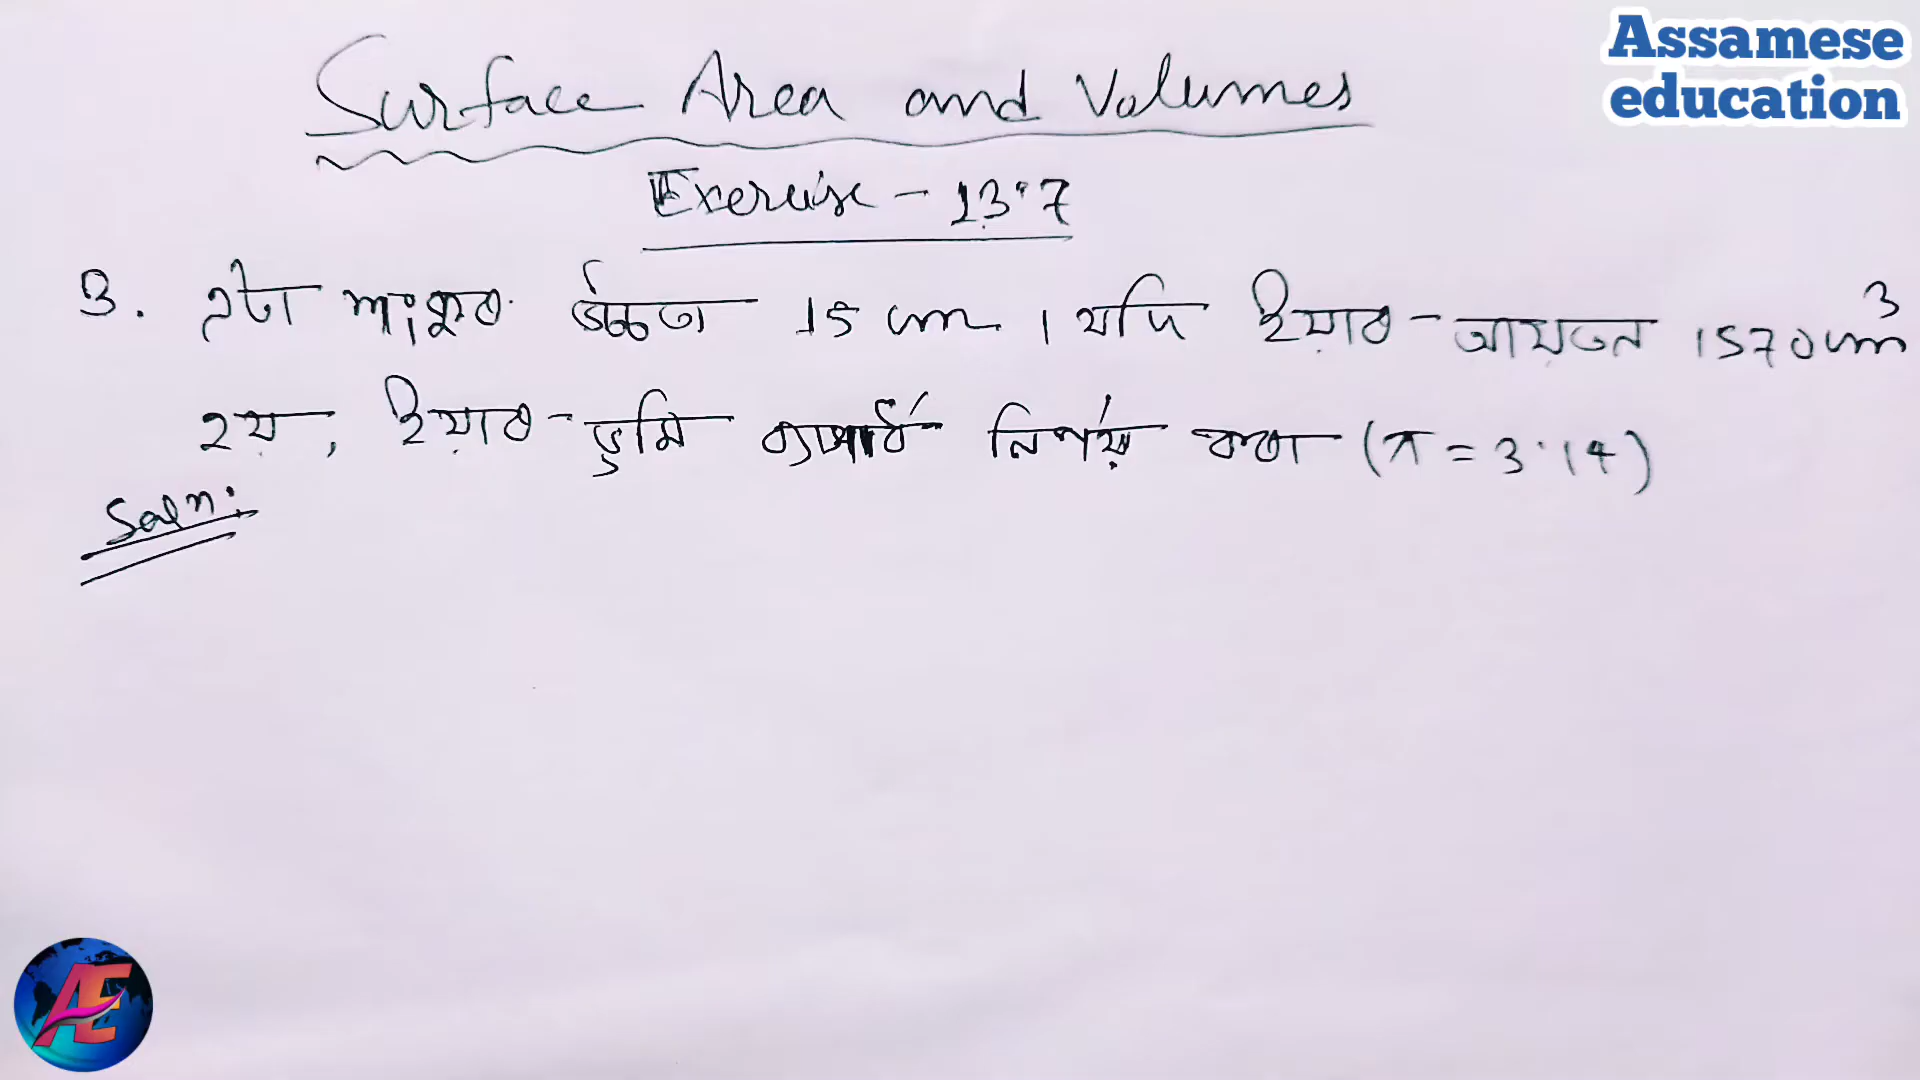 Surface Area and Volumes
Assamese
education
Exercise - 13.7
3. এটা শংকুৰ উচ্চতা 15 cm । যদি ইয়াৰ আয়তন 1570 cm³
হয়, ইয়াৰ ভূমি ব্যাসাৰ্ধ নিৰ্ণয় কৰা (π = 3.14)
Solⁿ:
AE